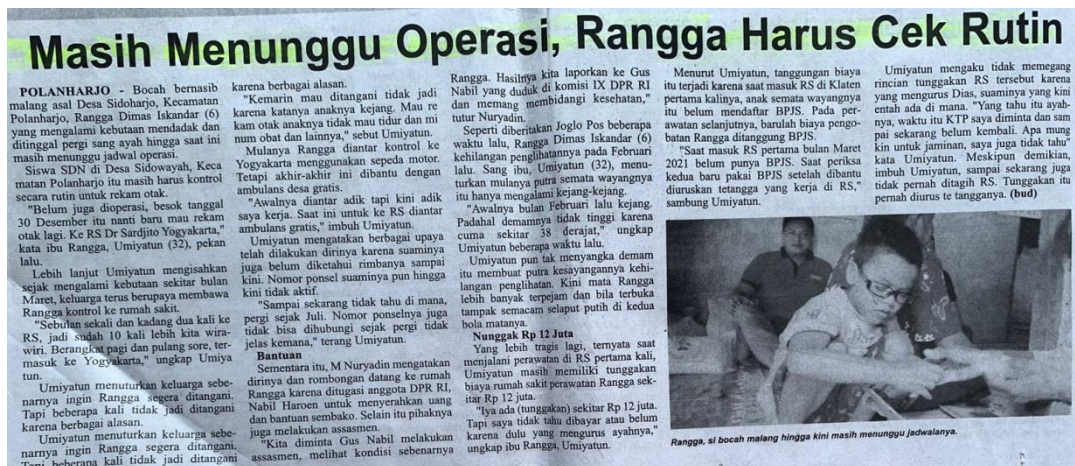 Masih Menunggu Operasi, Rangga Harus Cek Rutin
POLANHARJO - Bocah bernasib
malang asal Desa Sidoharjo, Kecamatan
Polanharjo, Rangga Dimas Iskandar (6)
yang mengalami kebutaan mendadak dan
ditinggal pergi sang ayah hingga saat ini
masih menunggu jadwal operasi.
Siswa SDN di Desa Sidowayah, Keca
matan Polanharjo itu masih harus kontrol
secara rutin untuk rekam otak.
"Belum juga dioperasi, besok tanggal
30 Desember itu nanti baru mau rekam
otak lagi. Ke RS Dr Sardjito Yogyakarta,"
kata ibu Rangga, Umiyatun (32), pekan
lalu.
Lebih lanjut Umiyatun mengisahkan
sejak mengalami kebutaan sekitar bulan
Maret, keluarga terus berupaya membawa
Rangga kontrol ke rumah sakit.
"Sebulan sekali dan kadang dua kali ke
RS, jadi sudah 10 kali lebih kita wira-
wiri. Berangkat pagi dan pulang sore, ter-
masuk ke Yogyakarta," ungkap Umiya
tun.
Umiyatun menuturkan keluarga sebe-
narnya ingin Rangga segera ditangani.
Tapi beberapa kali tidak jadi ditangani
karena berbagai alasan.
Umiyatun menuturkan keluarga sebe-
narnya ingin Rangga segera ditangani.
Tapi beberapa kali tidak jadi ditangani
karena berbagai alasan.
"Kemarin mau ditangani tidak jadi
karena katanya anaknya kejang. Mau re
kam otak anaknya tidak mau tidur dan mi
num obat dan lainnya," sebut Umiyatun.
Mulanya Rangga diantar kontrol ke
Yogyakarta menggunakan sepeda motor.
Tetapi akhir-akhir ini dibantu dengan
ambulans desa gratis.
"Awalnya diantar adik tapi kini adik
saya kerja. Saat ini untuk ke RS diantar
ambulans gratis," imbuh Umiyatun.
Umiyatun mengatakan berbagai upaya
telah dilakukan dirinya karena suaminya
juga belum diketahui rimbanya sampai
kini. Nomor ponsel suaminya pun hingga
kini tidak aktif.
"Sampai sekarang tidak tahu di mana,
pergi sejak Juli. Nomor ponselnya juga
tidak bisa dihubungi sejak pergi tidak
jelas kemana," terang Umiyatun.
Bantuan
Sementara itu, M Nuryadin mengatakan
dirinya dan rombongan datang ke rumah
Rangga karena ditugasi anggota DPR RI,
Nabil Haroen untuk menyerahkan uang
dan bantuan sembako. Selain itu pihaknya
juga melakukan assasmen.
"Kita diminta Gus Nabil melakukan
assasmen, melihat kondisi sebenarnya
Rangga. Hasilnya kita laporkan ke Gus
Nabil yang duduk di komisi IX DPR RI
dan memang membidangi kesehatan,"
tutur Nuryadin.
Seperti diberitakan Joglo Pos beberapa
waktu lalu, Rangga Dimas Iskandar (6)
kehilangan penglihatannya pada Februari
lalu. Sang ibu, Umiyatun (32), menu-
turkan mulanya putra semata wayangnya
itu hanya mengalami kejang-kejang.
"Awalnya bulan Februari lalu kejang.
Padahal demamnya tidak tinggi karena
cuma sekitar 38 derajat," ungkap
Umiyatun beberapa waktu lalu.
Umiyatun pun tak menyangka demam
itu membuat putra kesayangannya kehi-
langan penglihatan. Kini mata Rangga
lebih banyak terpejam dan bila terbuka
tampak semacam selaput putih di kedua
bola matanya.
Nunggak Rp 12 Juta
Yang lebih tragis lagi, ternyata saat
menjalani perawatan di RS pertama kali,
Umiyatun masih memiliki tunggakan
biaya rumah sakit perawatan Rangga sek-
itar Rp 12 juta.
"Iya ada (tunggakan) sekitar Rp 12 juta.
Tapi saya tidak tahu dibayar atau belum
karena dulu yang mengurus ayahnya,"
ungkap ibu Rangga, Umiyatun.
Menurut Umiyatun, tanggungan biaya
itu terjadi karena saat masuk RS di Klaten
pertama kalinya, anak semata wayangnya
itu belum mendaftar BPJS. Pada per-
awatan selanjutnya, barulah biaya pengo-
batan Rangga ditanggung BPJS.
"Saat masuk RS pertama bulan Maret
2021 belum punya BPJS. Saat periksa
kedua baru pakai BPJS setelah dibantu
diuruskan tetangga yang kerja di RS,"
sambung Umiyatun.
Umiyatun mengaku tidak memegang
rincian tunggakan RS tersebut karena
yang mengurus Dias, suaminya yang kini
entah ada di mana. "Yang tahu itu ayah-
nya, waktu itu KTP saya diminta dan sam
pai sekarang belum kembali. Apa mung
kin untuk jaminan, saya juga tidak tahu"
kata Umiyatun. Meskipun demikian,
imbuh Umiyatun, sampai sekarang juga
tidak pernah ditagih RS. Tunggakan itu
pernah diurus te tangganya. (bud)
Rangga, si bocah malang hingga kini masih menunggu jadwalanya.